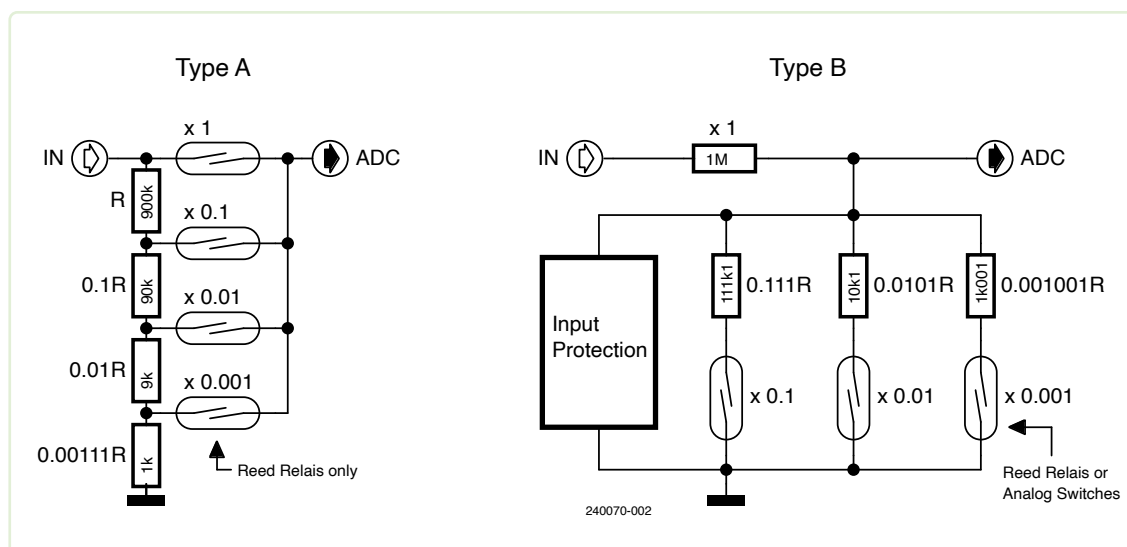 Type A
x 1
IN
ADC
R
900k
x 0.1
0.1R
90k
x 0.01
0.01R
9k
x 0.001
0.00111R
1k
Reed Relais only
Type B
x 1
IN
1M
ADC
Input
Protection
111k1
0.111R
10k1
0.0101R
1k001
0.001001R
x 0.1
x 0.01
x 0.001
Reed Relais or
Analog Switches
240070-002